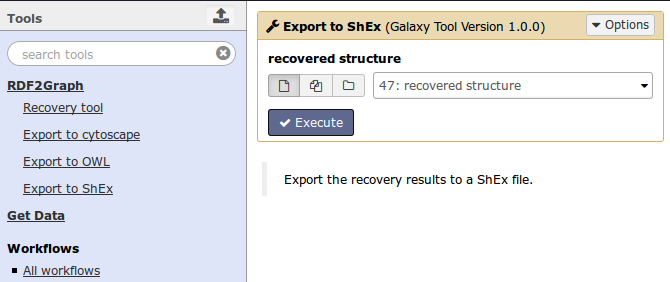 Tools
search tools
RDF2Graph
Recovery tool
Export to cytoscape
Export to OWL
Export to ShEx
Get Data
Workflows
All workflows
Export to ShEx (Galaxy Tool Version 1.0.0)
Options
recovered structure
47: recovered structure
Execute
Export the recovery results to a ShEx file.